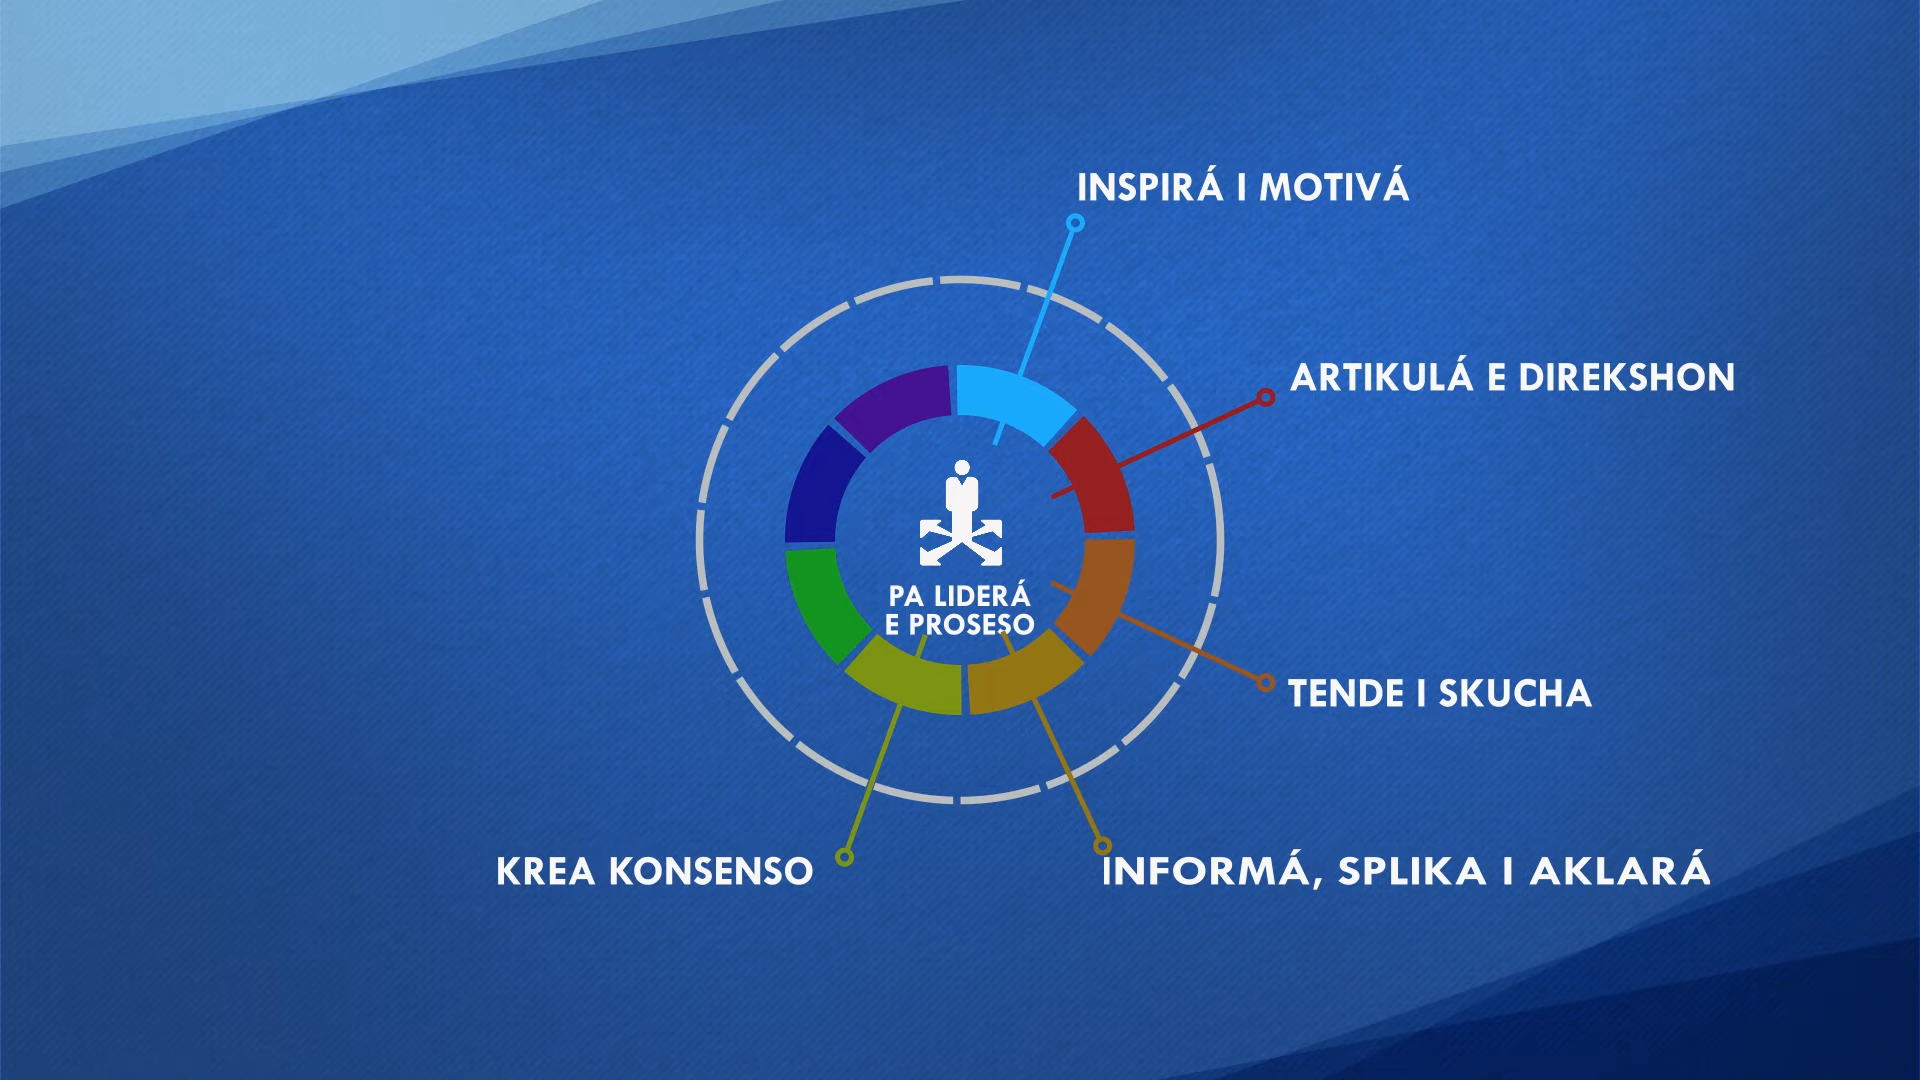 INSPIRÁ I MOTIVÁ
ARTIKULÁ E DIREKSHON
PA LIDERÁ
E PROSESO
TENDE I SKUCHA
INFORMÁ, SPLIKA I AKLARÁ
KREA KONSENSO